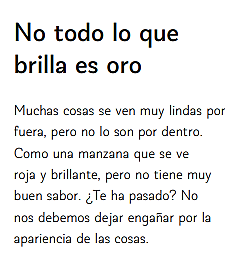 No todo lo que
brilla es oro
Muchas cosas se ven muy lindas por
fuera, pero no lo son por dentro.
Como una manzana que se ve
roja y brillante, pero no tiene muy
buen sabor. ¿Te ha pasado? No
nos debemos dejar engañar por la
apariencia de las cosas.